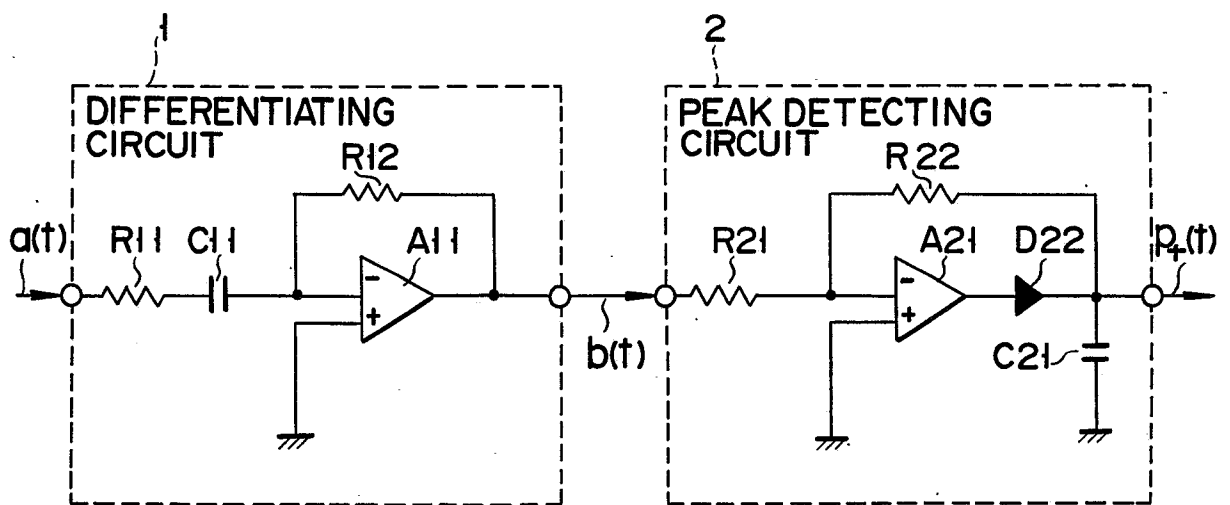 1
2
DIFFERENTIATING
CIRCUIT
PEAK DETECTING
CIRCUIT
R12
R22
a(t)
R11
C11
A11
R21
A21
D22
p+(t)
-
+
-
+
b(t)
C21